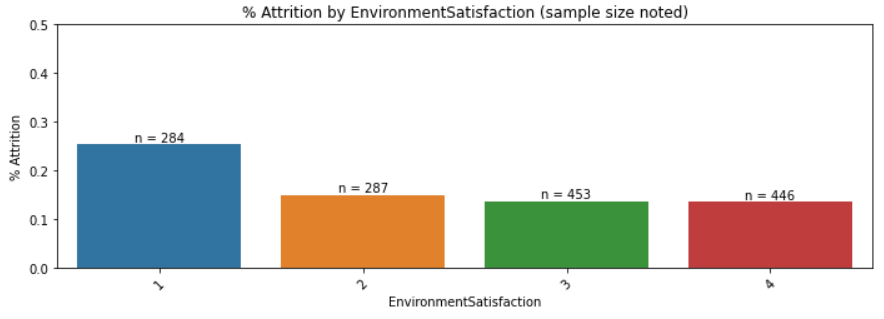 % Attrition by EnvironmentSatisfaction (sample size noted)
0.5
0.4
0.3
0.2
0.1
0.0
% Attrition
n = 284
n = 287
n = 453
n = 446
1
2
3
4
EnvironmentSatisfaction